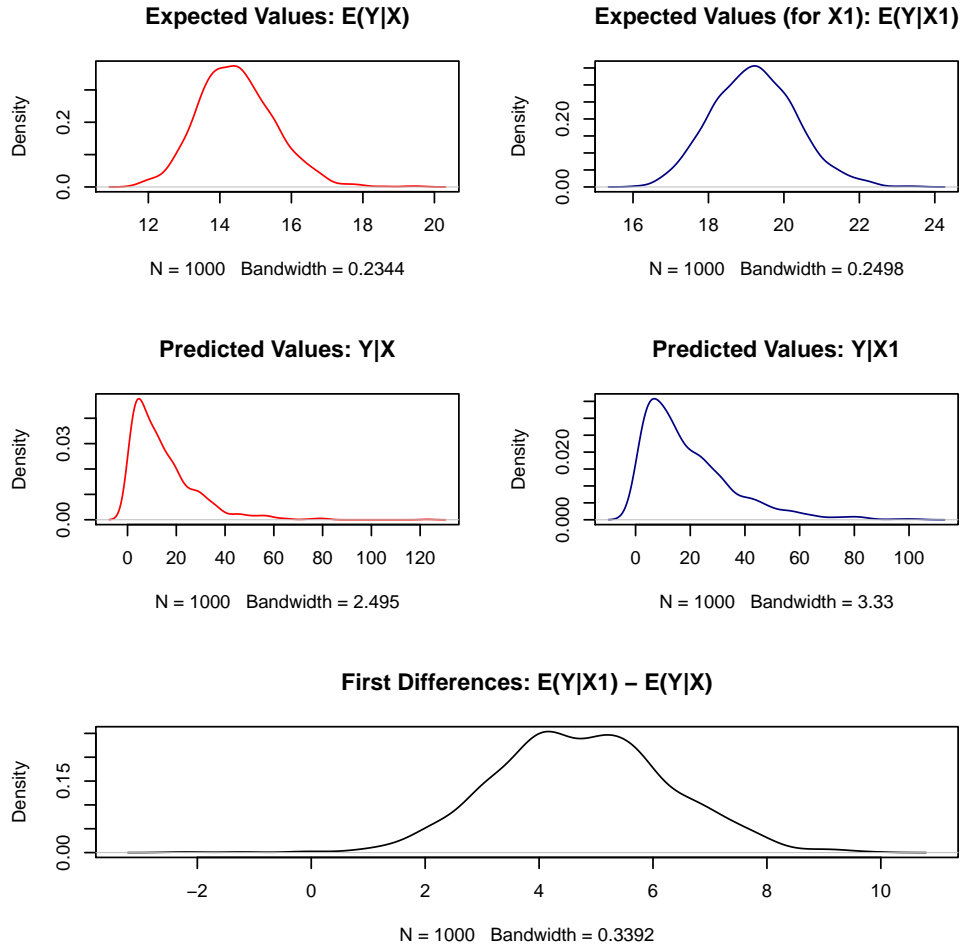 Expected Values: E(Y|X)
Density
0.0
0.2
12 14 16 18 20
N = 1000 Bandwidth = 0.2344
Expected Values (for X1): E(Y|X1)
Density
0.00
0.20
16 18 20 22 24
N = 1000 Bandwidth = 0.2498
Predicted Values: Y|X
Density
0.00
0.03
0 20 40 60 80 100 120
N = 1000 Bandwidth = 2.495
Predicted Values: Y|X1
Density
0.000
0.020
0 20 40 60 80 100
N = 1000 Bandwidth = 3.33
First Differences: E(Y|X1) − E(Y|X)
Density
0.00
0.15
−2 0 2 4 6 8 10
N = 1000 Bandwidth = 0.3392